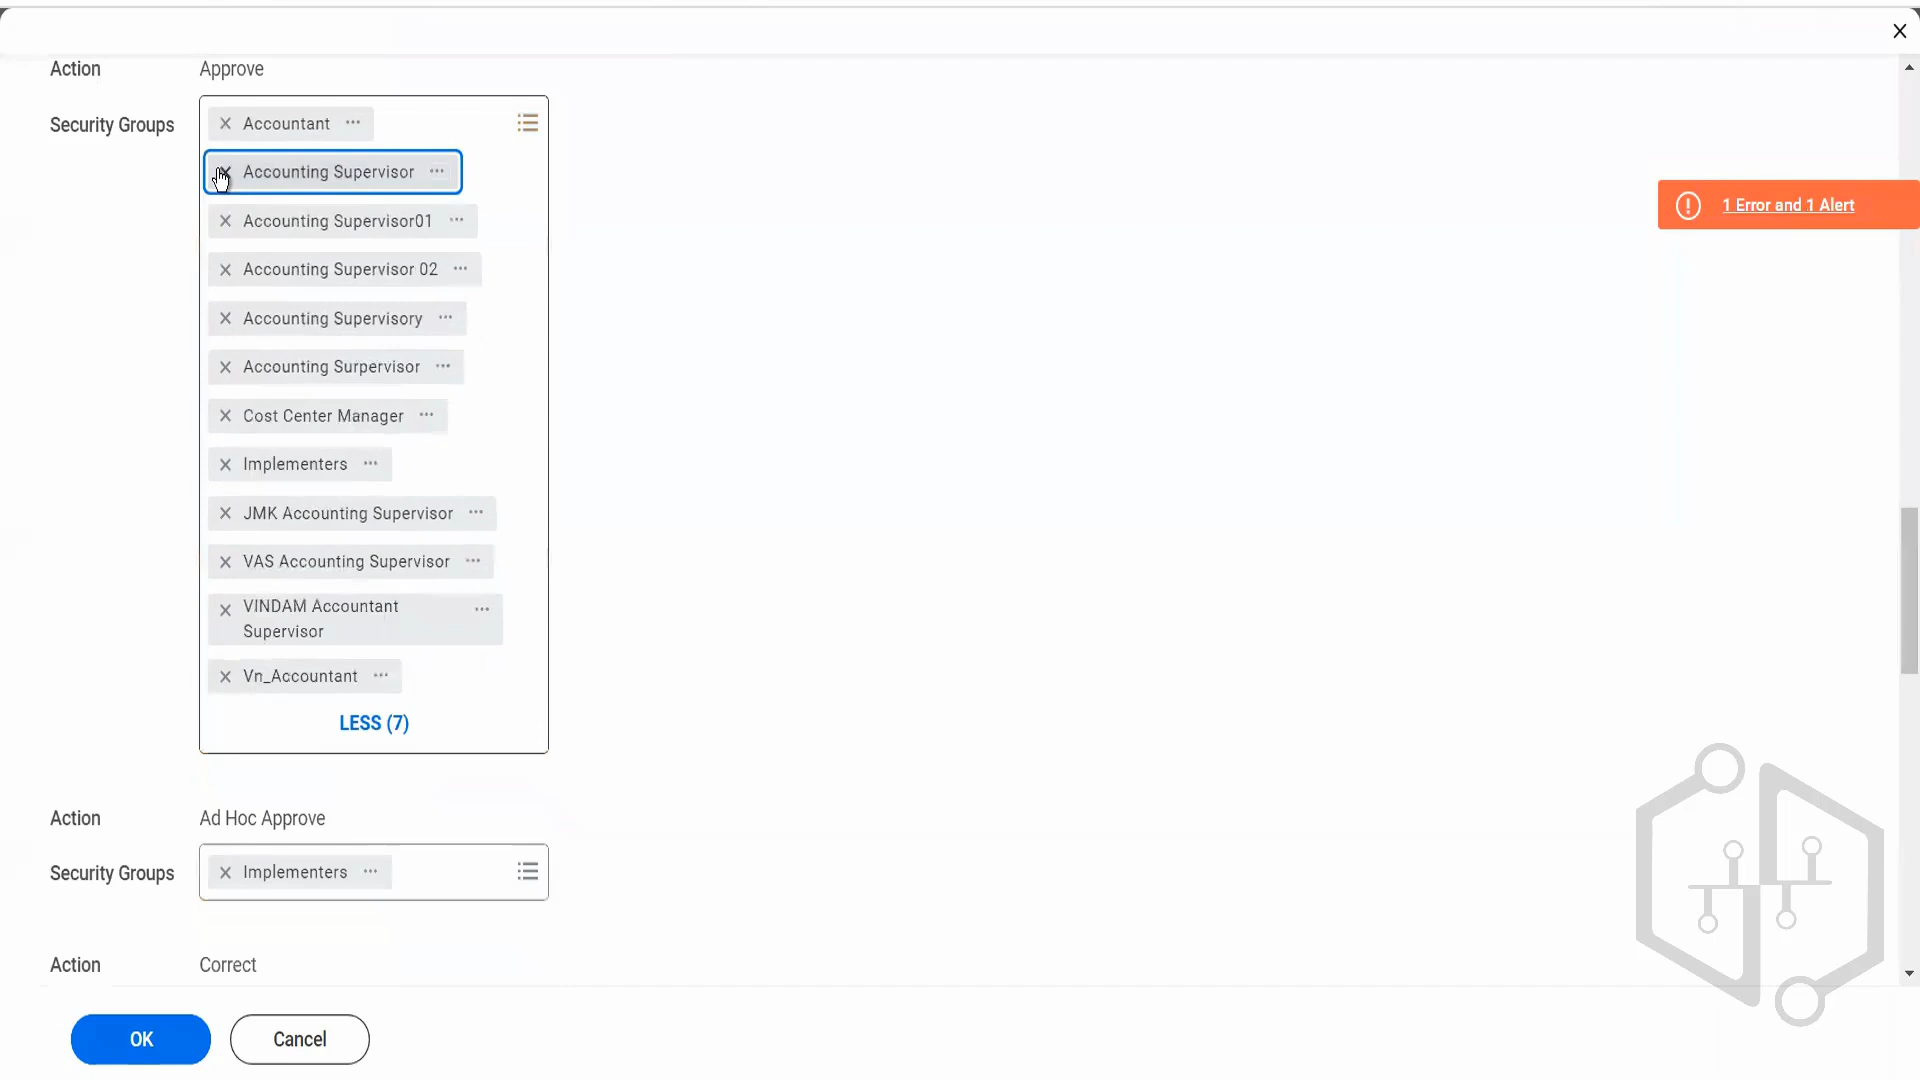 Action Approve
Security Groups
Accountant
Accounting Supervisor
Accounting Supervisor01
Accounting Supervisor 02
Accounting Supervisory
Accounting Surpervisor
Cost Center Manager
Implementers
JMK Accounting Supervisor
VAS Accounting Supervisor
VINDAM Accountant
Supervisor
Vn_Accountant
LESS (7)
1 Error and 1 Alert
Action Ad Hoc Approve
Security Groups Implementers
Action Correct
OK Cancel